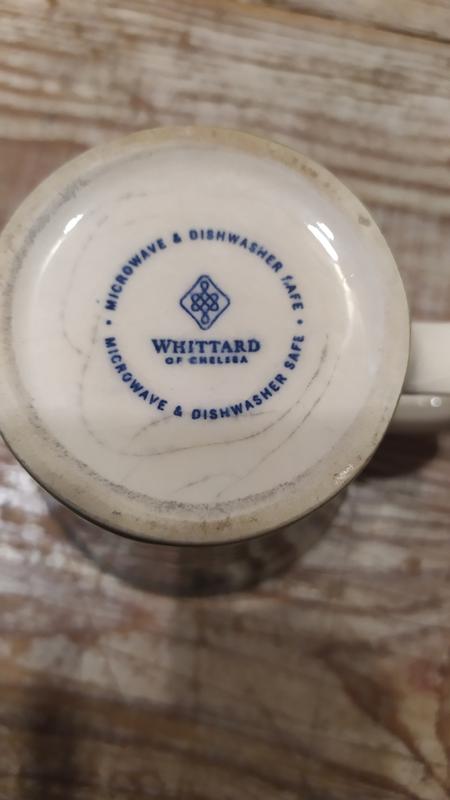 • MICROWAVE & DISHWASHER SAFE •
WHITTARD
OF CHELSEA
MICROWAVE & DISHWASHER SAFE